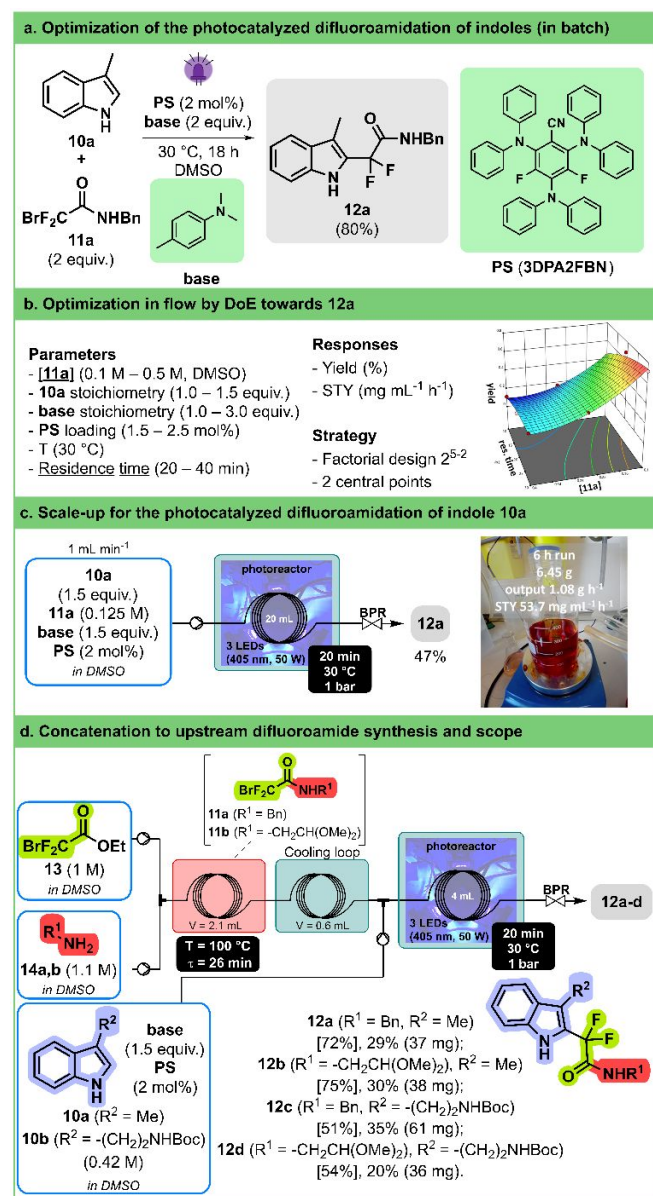 a. Optimization of the photocatalyzed difluoroamidation of indoles (in batch)
N
H
10a
+
O
BrF₂C NHBn
11a
(2 equiv.)
PS (2 mol%)
base (2 equiv.)
30 °C, 18 h
DMSO
N
base
O
NHBn
N
H
F
F
12a
(80%)
CN
N
N
F
F
N
PS (3DPA2FBN)
b. Optimization in flow by DoE towards 12a
Parameters
- [11a] (0.1 M – 0.5 M, DMSO)
- 10a stoichiometry (1.0 – 1.5 equiv.)
- base stoichiometry (1.0 – 3.0 equiv.)
- PS loading (1.5 – 2.5 mol%)
- T (30 °C)
- Residence time (20 – 40 min)
Responses
- Yield (%)
- STY (mg mL⁻¹ h⁻¹)
Strategy
- Factorial design 2⁵⁻²
- 2 central points
yield
res. time
[11a]
c. Scale-up for the photocatalyzed difluoroamidation of indole 10a
1 mL min⁻¹
10a
(1.5 equiv.)
11a (0.125 M)
base (1.5 equiv.)
PS (2 mol%)
in DMSO
photoreactor
20 mL
3 LEDs
(405 nm, 50 W)
20 min
30 °C
1 bar
BPR
12a
47%
6 h run
6.45 g
output 1.08 g h⁻¹
STY 53.7 mg mL⁻¹ h⁻¹
d. Concatenation to upstream difluoroamide synthesis and scope
O
BrF₂C NHR¹
11a (R¹ = Bn)
11b (R¹ = -CH₂CH(OMe)₂)
O
BrF₂C OEt
13 (1 M)
in DMSO
R¹
NH₂
14a,b (1.1 M)
in DMSO
V = 2.1 mL
T = 100 °C
τ = 26 min
Cooling loop
V = 0.6 mL
photoreactor
4 mL
3 LEDs
(405 nm, 50 W)
20 min
30 °C
1 bar
BPR
12a-d
R²
N
H
base
(1.5 equiv.)
PS
(2 mol%)
10a (R² = Me)
10b (R² = -(CH₂)₂NHBoc)
(0.42 M)
in DMSO
12a (R¹ = Bn, R² = Me)
[72%], 29% (37 mg);
12b (R¹ = -CH₂CH(OMe)₂), R² = Me)
[75%], 30% (38 mg);
12c (R¹ = Bn, R² = -(CH₂)₂NHBoc)
[51%], 35% (61 mg);
12d (R¹ = -CH₂CH(OMe)₂), R² = -(CH₂)₂NHBoc)
[54%], 20% (36 mg).
R²
F
F
N
H
O
NHR¹